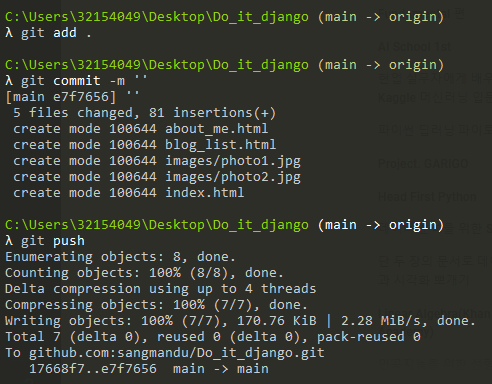 C:\Users\32154049\Desktop\Do_it_django (main -> origin)
λ git add .
C:\Users\32154049\Desktop\Do_it_django (main -> origin)
λ git commit -m ''
[main e7f7656] ''
5 files changed, 81 insertions(+)
create mode 100644 about_me.html
create mode 100644 blog_list.html
create mode 100644 images/photo1.jpg
create mode 100644 images/photo2.jpg
create mode 100644 index.html
C:\Users\32154049\Desktop\Do_it_django (main -> origin)
λ git push
Enumerating objects: 8, done.
Counting objects: 100% (8/8), done.
Delta compression using up to 4 threads
Compressing objects: 100% (7/7), done.
Writing objects: 100% (7/7), 170.76 KiB | 2.28 MiB/s, done.
Total 7 (delta 0), reused 0 (delta 0), pack-reused 0
To github.com:sangmandu/Do_it_django.git
17668f7..e7f7656  main -> main